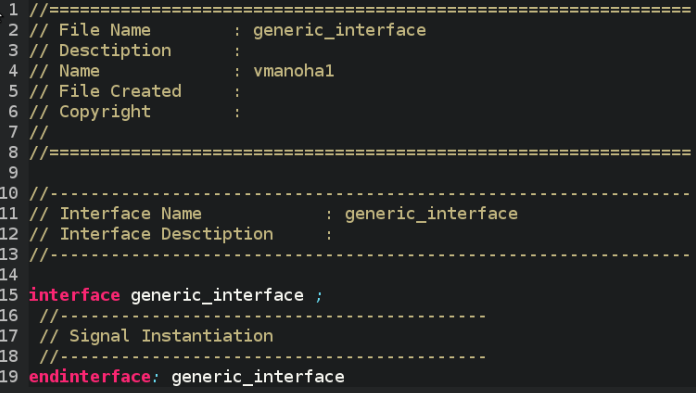 1 //===============================================================
2 // File Name        : generic_interface
3 // Desctiption      :
4 // Name             : vmanoha1
5 // File Created     :
6 // Copyright        :
7 //
8 //===============================================================
9
10 //---------------------------------------------------------------
11 // Interface Name            : generic_interface
12 // Interface Desctiption     :
13 //---------------------------------------------------------------
14
15 interface generic_interface ;
16  //------------------------------------------
17  // Signal Instantiation
18  //------------------------------------------
19 endinterface: generic_interface